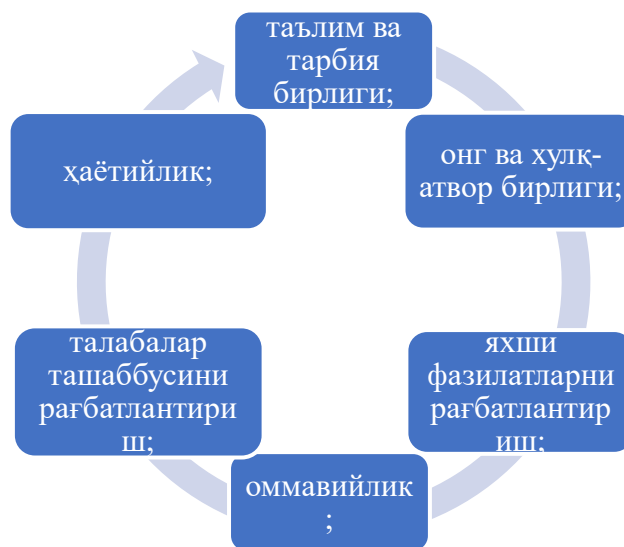 таълим ва
тарбия
бирлиги;
онг ва хулқ-
атвор бирлиги;
яхши
фазилатларни
рағбатлантир
иш;
оммавийлик
;
талабалар
ташаббусини
рағбатлантири
ш;
ҳаётийлик;